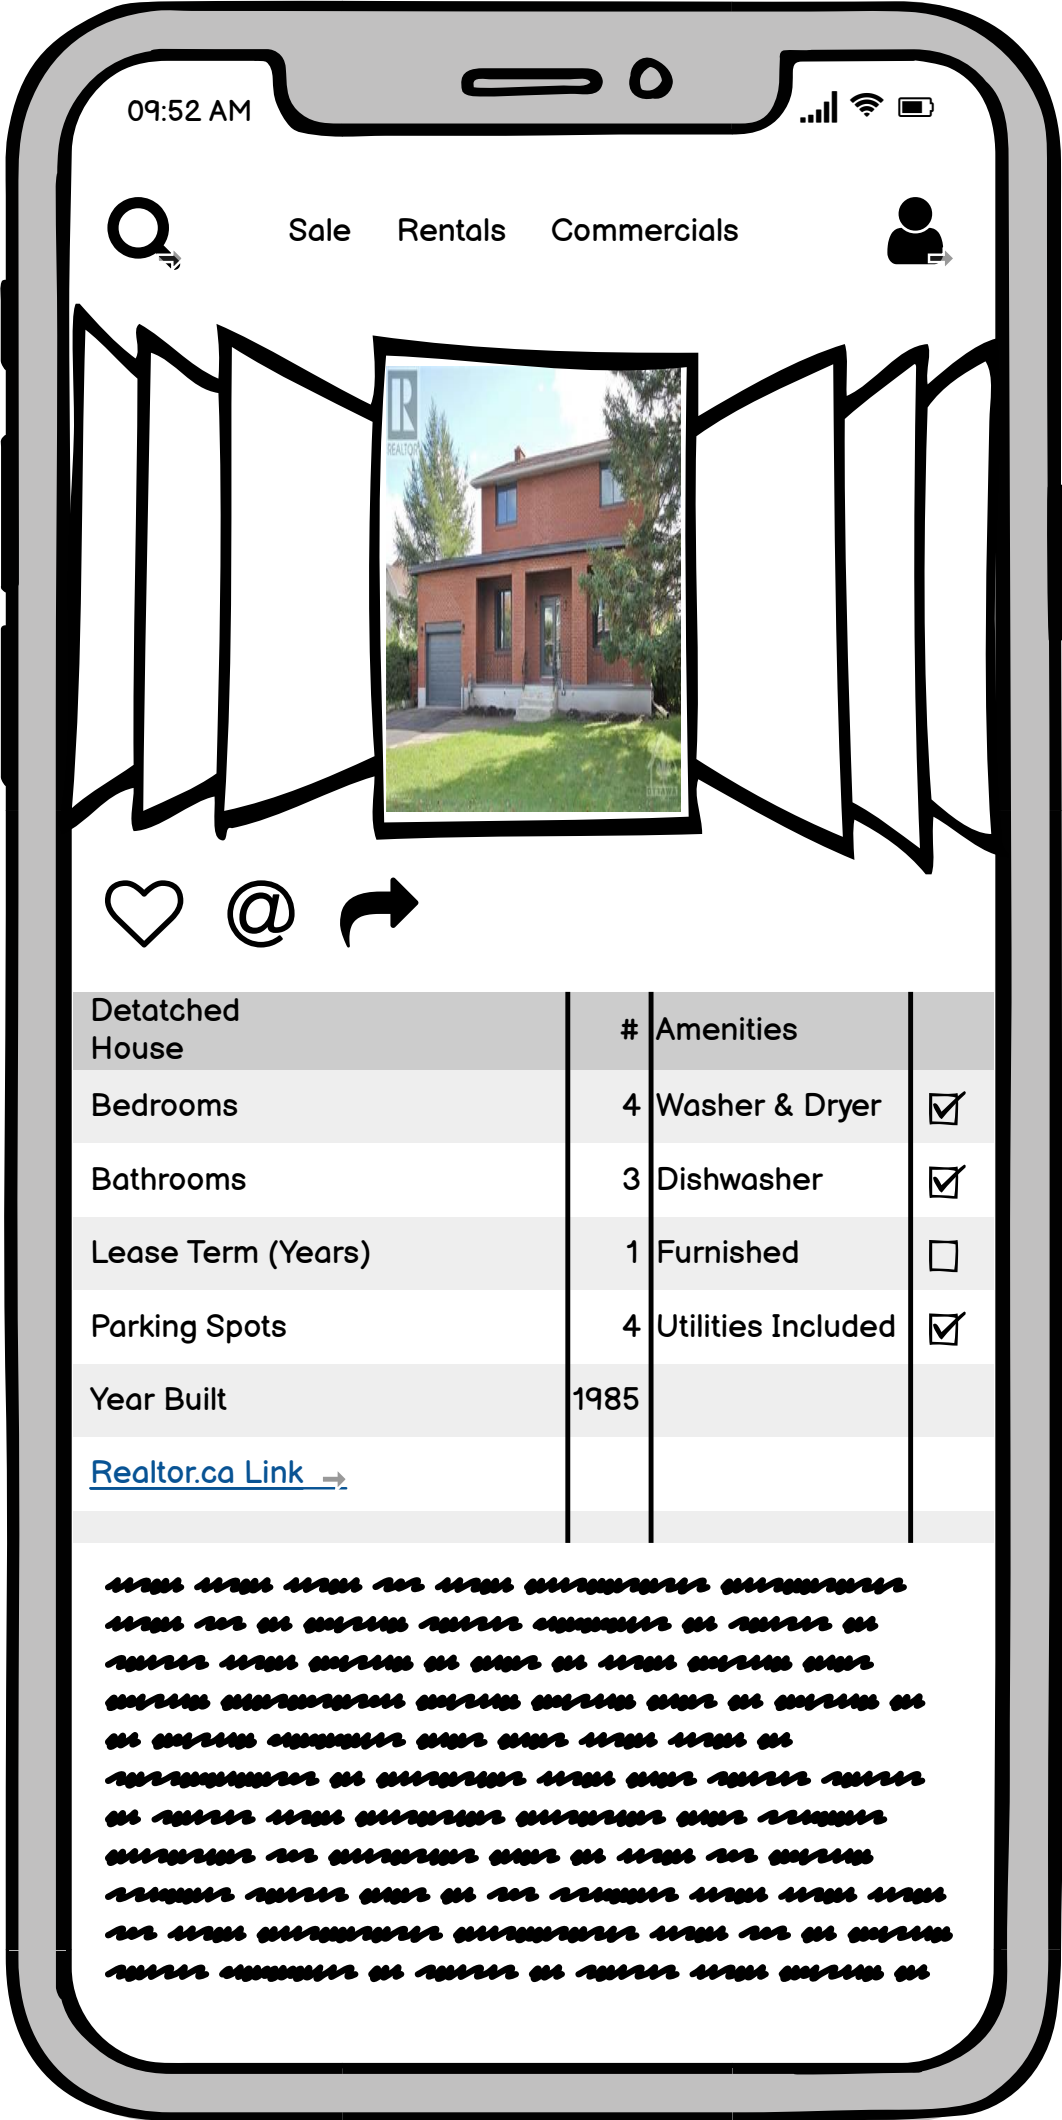 09:52 AM
Sale Rentals Commercials
REALTOR
Detatched
House # Amenities
Bedrooms 4 Washer & Dryer
Bathrooms 3 Dishwasher
Lease Term (Years) 1 Furnished
Parking Spots 4 Utilities Included
Year Built 1985
Realtor.ca Link